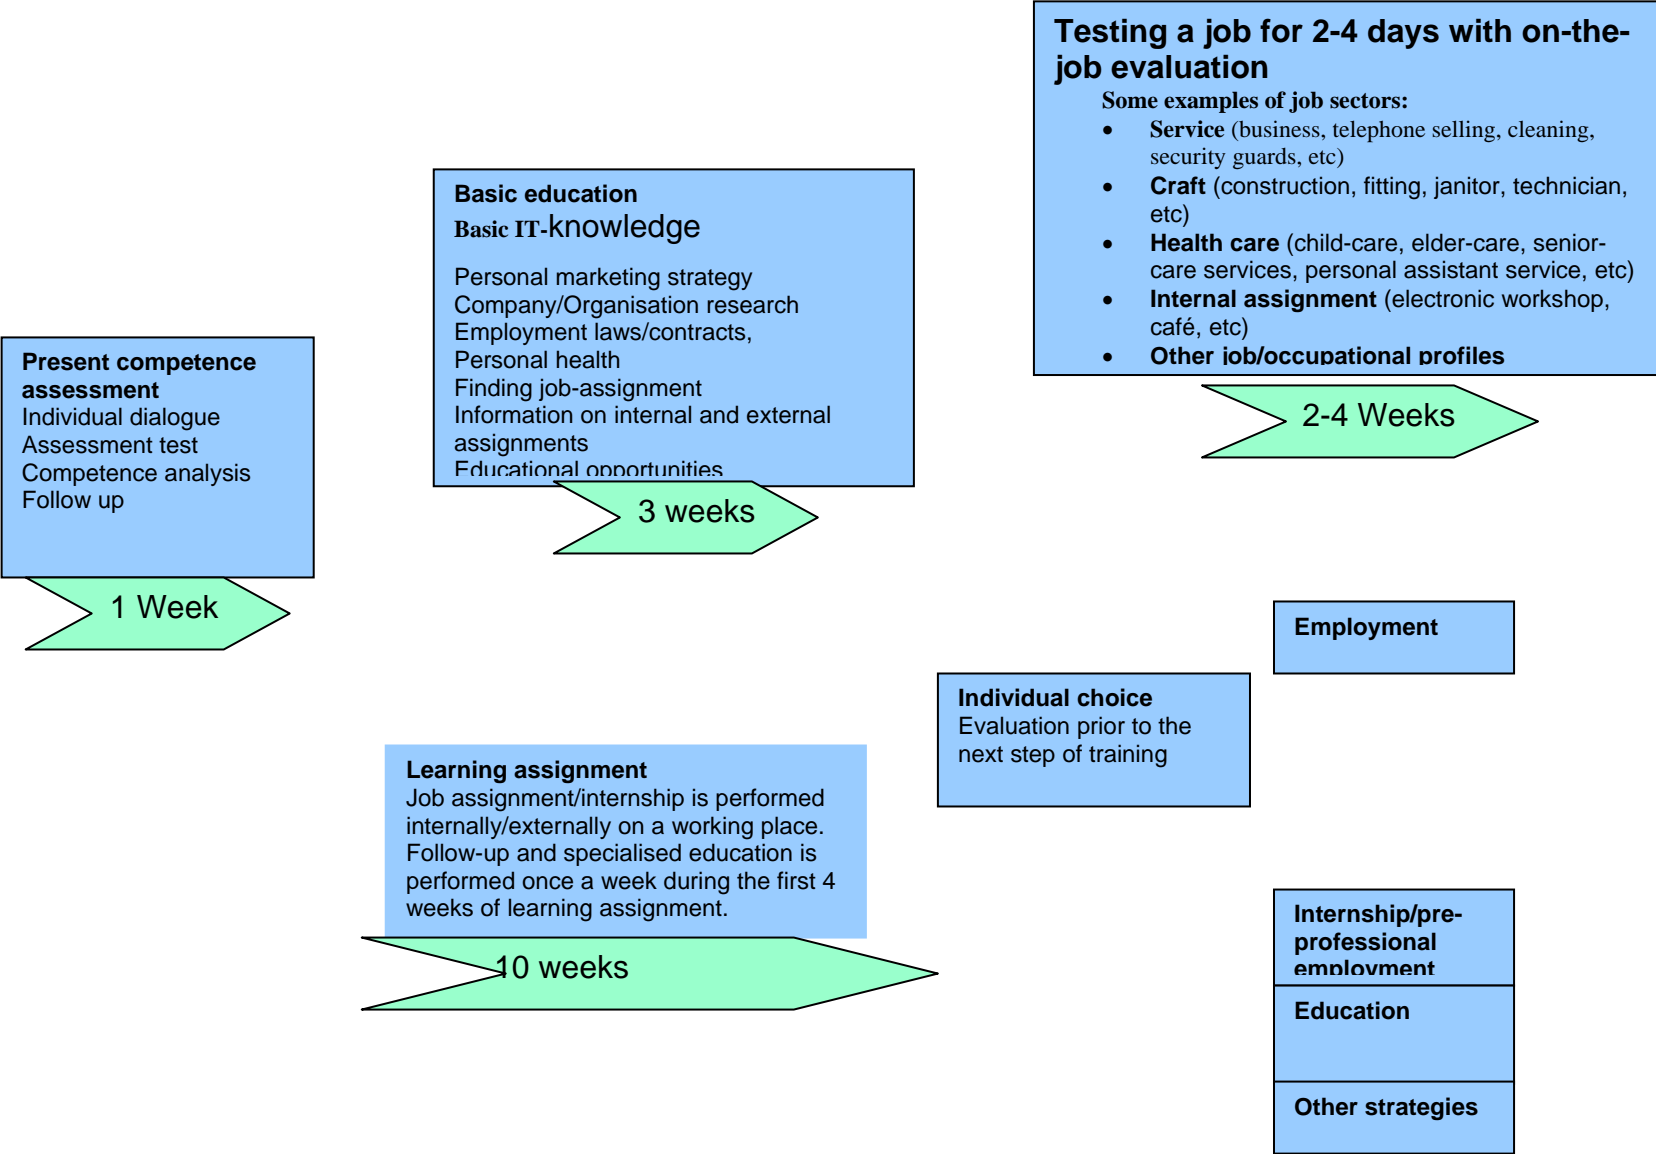 Testing a job for 2-4 days with on-the-
job evaluation
Some examples of job sectors:
• Service (business, telephone selling, cleaning,
security guards, etc)
• Craft (construction, fitting, janitor, technician,
etc)
• Health care (child-care, elder-care, senior-
care services, personal assistant service, etc)
• Internal assignment (electronic workshop,
café, etc)
• Other job/occupational profiles
2-4 Weeks
Basic education
Basic IT-knowledge
Personal marketing strategy
Company/Organisation research
Employment laws/contracts,
Personal health
Finding job-assignment
Information on internal and external
assignments
Educational opportunities
3 weeks
Present competence
assessment
Individual dialogue
Assessment test
Competence analysis
Follow up
1 Week
Employment
Individual choice
Evaluation prior to the
next step of training
Learning assignment
Job assignment/internship is performed
internally/externally on a working place.
Follow-up and specialised education is
performed once a week during the first 4
weeks of learning assignment.
10 weeks
Internship/pre-
professional
employment
Education
Other strategies